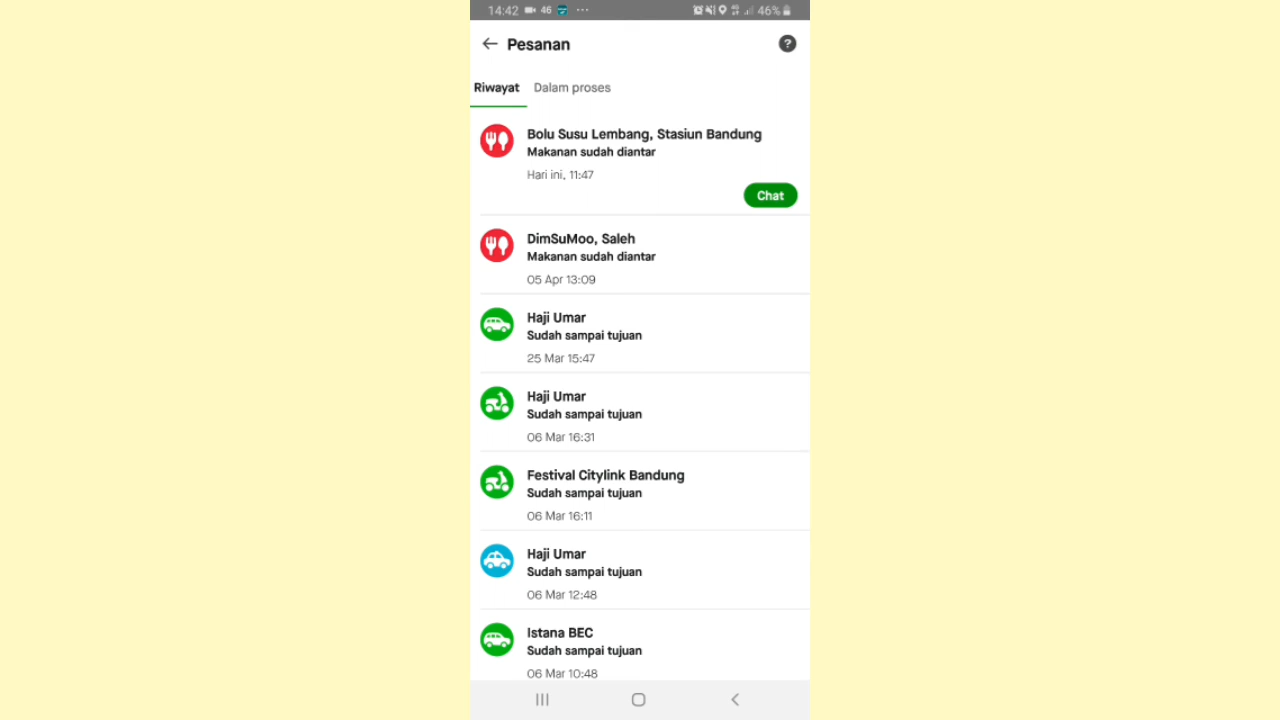 14:42 46 ... 46%
Pesanan ?
Riwayat Dalam proses
Bolu Susu Lembang, Stasiun Bandung
Makanan sudah diantar
Hari ini, 11:47
Chat
DimSuMoo, Saleh
Makanan sudah diantar
05 Apr 13:09
Haji Umar
Sudah sampai tujuan
25 Mar 15:47
Haji Umar
Sudah sampai tujuan
06 Mar 16:31
Festival Citylink Bandung
Sudah sampai tujuan
06 Mar 16:11
Haji Umar
Sudah sampai tujuan
06 Mar 12:48
Istana BEC
Sudah sampai tujuan
06 Mar 10:48